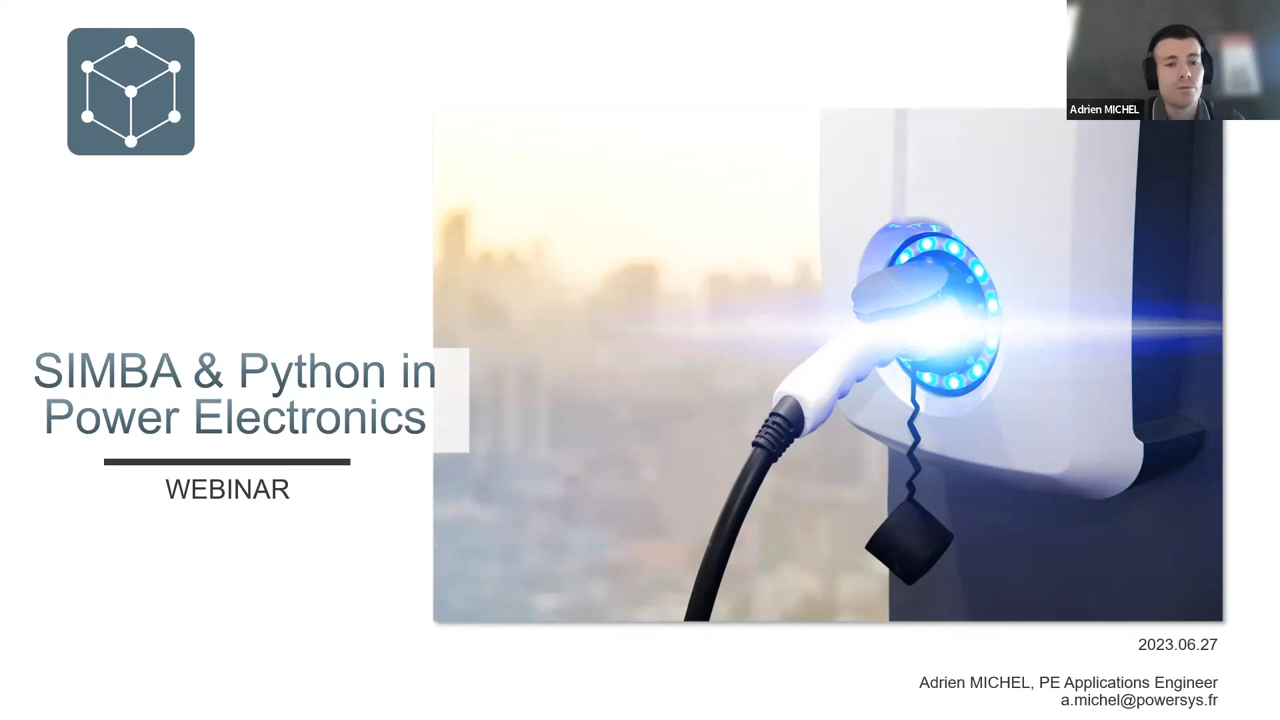 Adrien MICHEL
SIMBA & Python in
Power Electronics
WEBINAR
2023.06.27
Adrien MICHEL, PE Applications Engineer
a.michel@powersys.fr